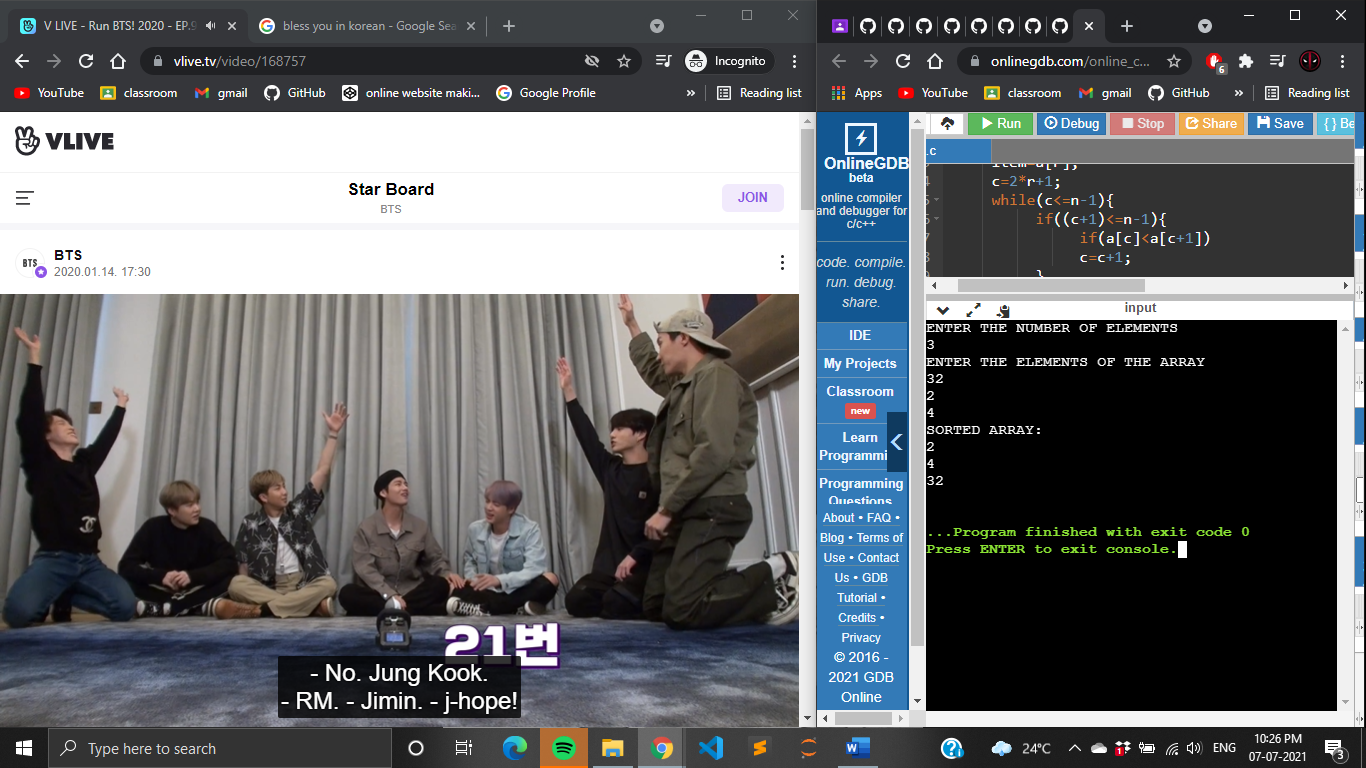 V LIVE - Run BTS! 2020 - EP.9
bless you in korean - Google Sea
vlive.tv/video/168757
Incognito
YouTube
classroom
gmail
GitHub
online website maki...
Google Profile
»
Reading list
VLIVE
Star Board
BTS
JOIN
BTS
BTS
2020.01.14. 17:30
21번
- No. Jung Kook.
- RM. - Jimin. - j-hope!
onlinegdb.com/online_c...
6
Apps
YouTube
classroom
gmail
GitHub
»
Reading list
OnlineGDB
beta
online compiler
and debugger for
c/c++
code. compile.
run. debug.
share.
IDE
My Projects
Classroom
new
Learn
Programmi
Programming
Questions
About • FAQ •
Blog • Terms of
Use • Contact
Us • GDB
Tutorial •
Credits •
Privacy
© 2016 -
2021 GDB
Online
Run
Debug
Stop
Share
Save
{ } Be
.c
item=a[r];
c=2*r+1;
while(c<=n-1){
if((c+1)<=n-1){
if(a[c]<a[c+1])
c=c+1;
}
input
ENTER THE NUMBER OF ELEMENTS
3
ENTER THE ELEMENTS OF THE ARRAY
32
2
4
SORTED ARRAY:
2
4
32
...Program finished with exit code 0
Press ENTER to exit console.
Type here to search
24°C
ENG
10:26 PM
07-07-2021
3